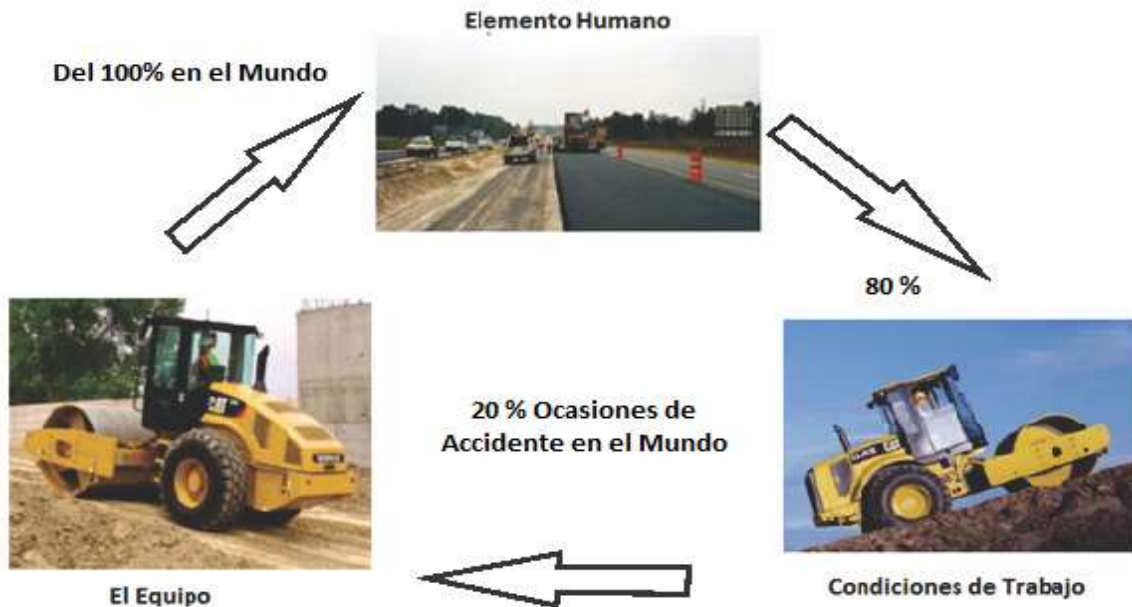 Elemento Humano
Del 100% en el Mundo
80 %
20 % Ocasiones de
Accidente en el Mundo
CAT
El Equipo
Condiciones de Trabajo